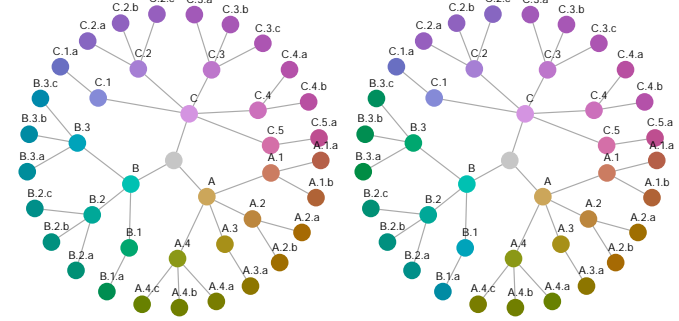 C.2.b
C.2.c
C.3.a
C.3.b
C.2.a
C.3.c
C.1.a
C.2
C.3
C.4.a
B.3.c
C.1
C.4
C.4.b
C
B.3.b
B.3
C.5
C.5.a
B.3.a
A.1
A.1.a
B
A
A.1.b
B.2.c
B.2
A.2
B.2.b
B.1
A.3
A.2.a
A.4
B.2.a
A.2.b
B.1.a
A.3.a
A.4.c
A.4.b
A.4.a
C.2.b
C.2.c
C.3.a
C.3.b
C.2.a
C.3.c
C.1.a
C.2
C.3
C.4.a
B.3.c
C.1
C.4
C.4.b
C
B.3.b
B.3
C.5
C.5.a
B.3.a
A.1
A.1.a
B
A
A.1.b
B.2.c
B.2
A.2
B.2.b
B.1
A.3
A.2.a
A.4
B.2.a
A.2.b
B.1.a
A.3.a
A.4.c
A.4.b
A.4.a